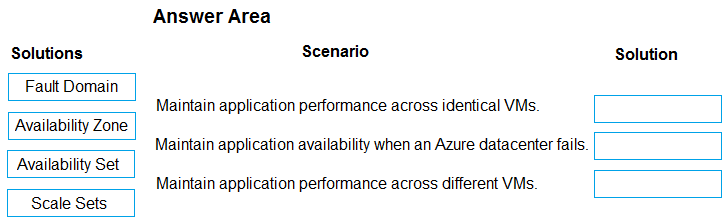 Answer Area
Solutions
Scenario
Solution
Fault Domain
Availability Zone
Availability Set
Scale Sets
Maintain application performance across identical VMs.
Maintain application availability when an Azure datacenter fails.
Maintain application performance across different VMs.